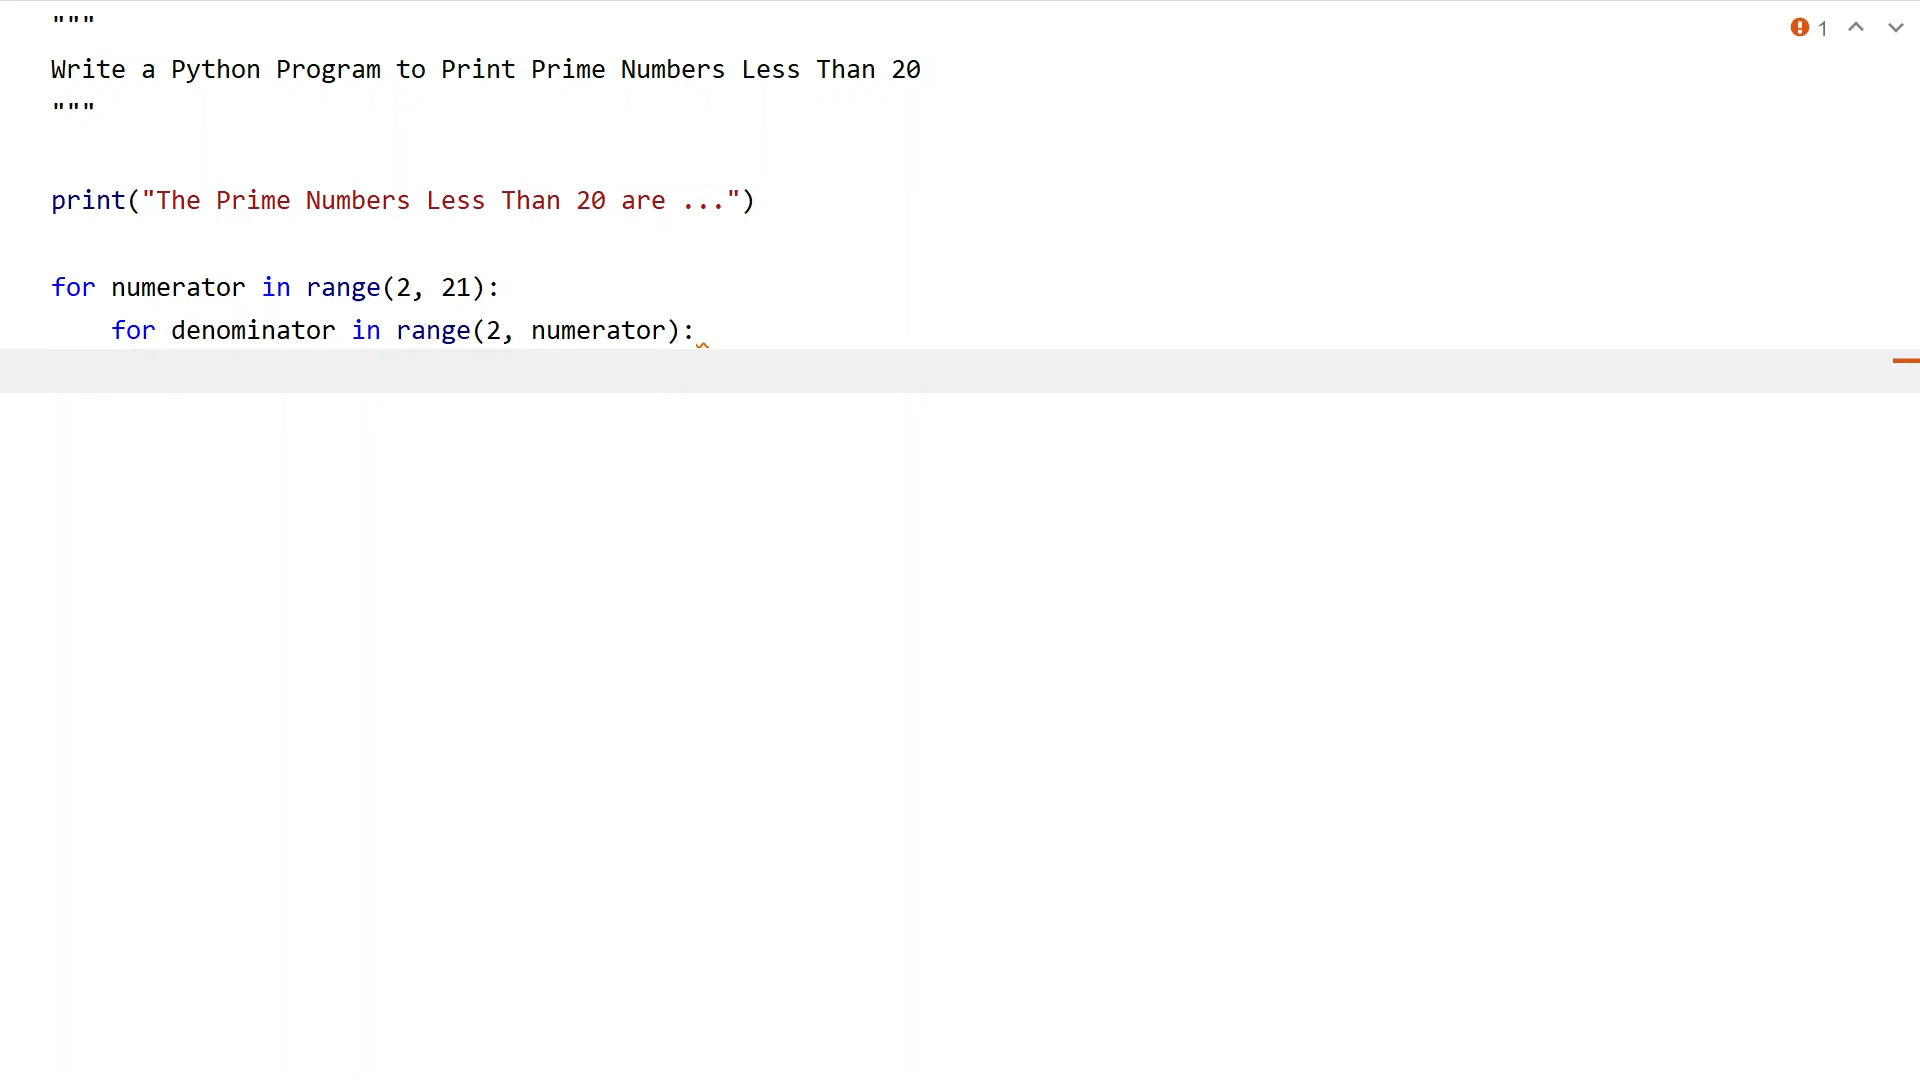 """
1
Write a Python Program to Print Prime Numbers Less Than 20
"""
print("The Prime Numbers Less Than 20 are ...")
for numerator in range(2, 21):
    for denominator in range(2, numerator):